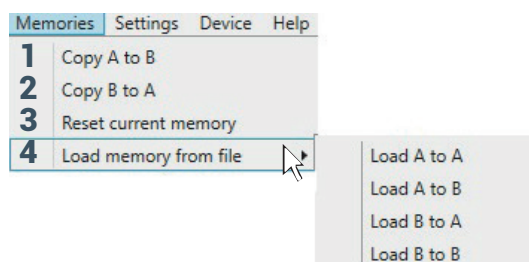 Memories Settings Device Help
1 Copy A to B
2 Copy B to A
3 Reset current memory
4 Load memory from file
Load A to A
Load A to B
Load B to A
Load B to B